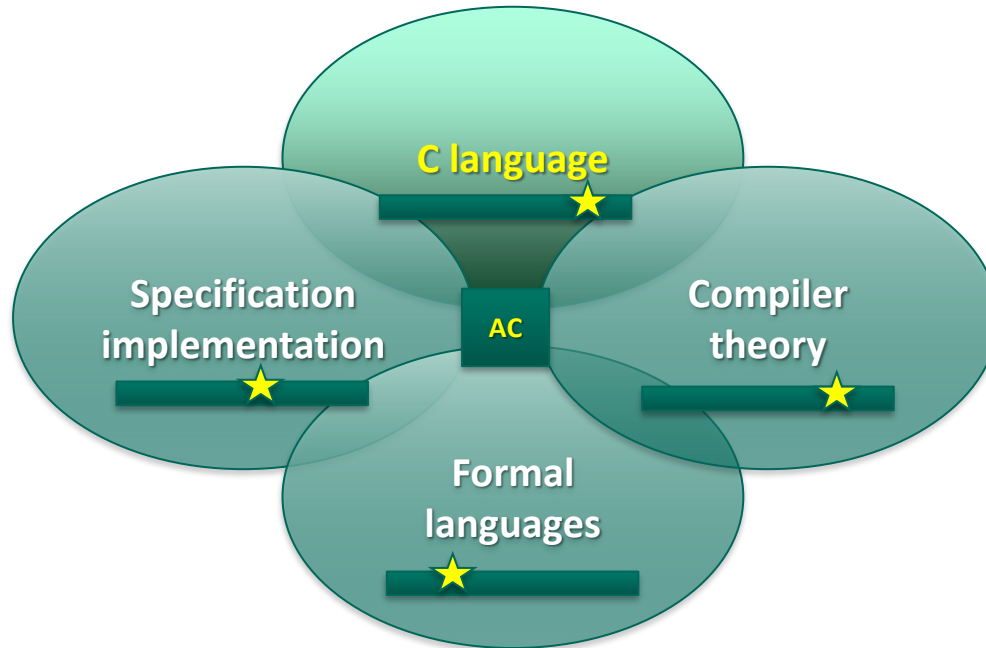 C language
Specification
implementation
AC
Compiler
theory
Formal
languages